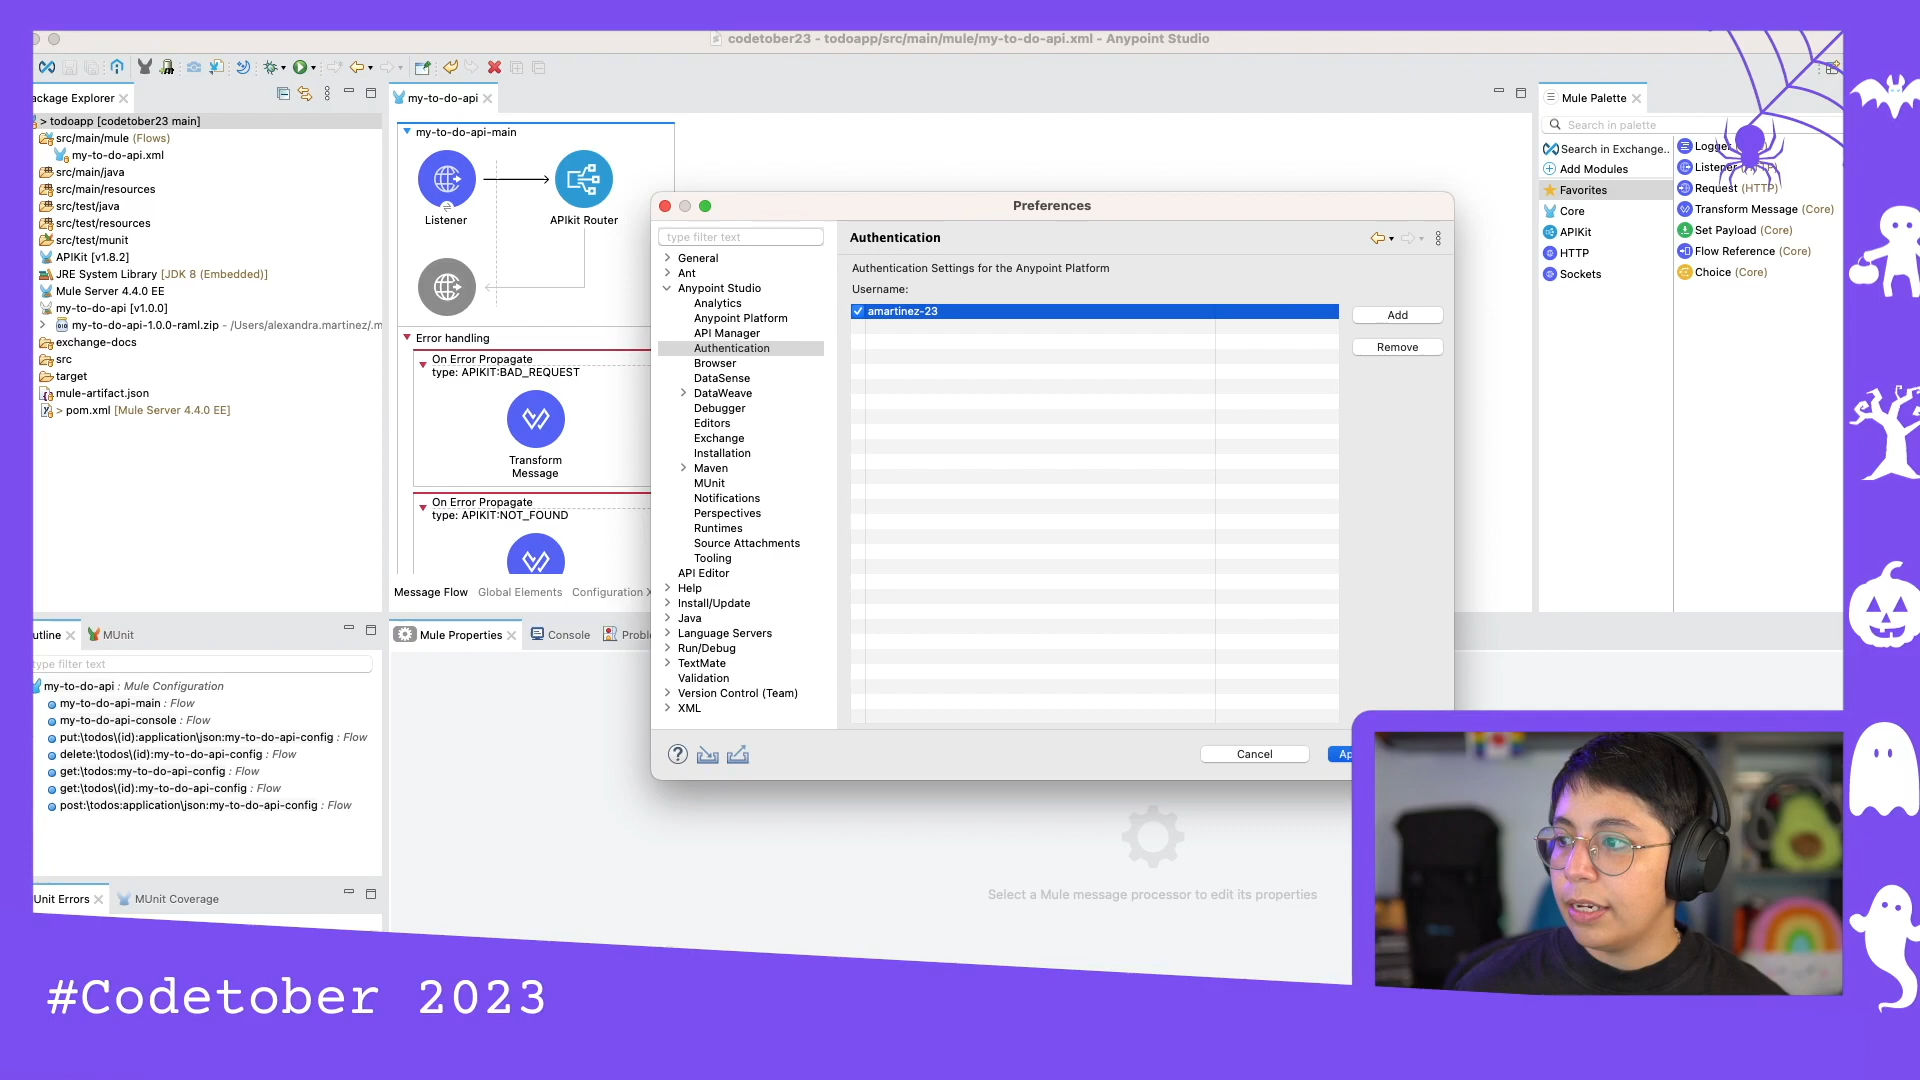 codetober23 - todoapp/src/main/mule/my-to-do-api.xml - Anypoint Studio
ackage Explorer
> todoapp [codetober23 main]
src/main/mule (Flows)
my-to-do-api.xml
src/main/java
src/main/resources
src/test/java
src/test/resources
src/test/munit
APIKit [v1.8.2]
JRE System Library [JDK 8 (Embedded)]
Mule Server 4.4.0 EE
my-to-do-api [v1.0.0]
my-to-do-api-1.0.0-raml.zip - /Users/alexandra.martinez/.m
exchange-docs
src
target
mule-artifact.json
> pom.xml [Mule Server 4.4.0 EE]
my-to-do-api
my-to-do-api-main
Listener
APIkit Router
Error handling
On Error Propagate
type: APIKIT:BAD_REQUEST
Transform
Message
On Error Propagate
type: APIKIT:NOT_FOUND
Message Flow
Global Elements
Configuration X
Preferences
type filter text
General
Ant
Anypoint Studio
Analytics
Anypoint Platform
API Manager
Authentication
Browser
DataSense
DataWeave
Debugger
Editors
Exchange
Installation
Maven
MUnit
Notifications
Perspectives
Runtimes
Source Attachments
Tooling
API Editor
Help
Install/Update
Java
Language Servers
Run/Debug
TextMate
Validation
Version Control (Team)
XML
Authentication
Authentication Settings for the Anypoint Platform
Username:
amartinez-23
Add
Remove
Cancel
Ap
Mule Palette
Search in palette
Search in Exchange..
Add Modules
Favorites
Core
APIKit
HTTP
Sockets
Logger
Listener (HTTP)
Request (HTTP)
Transform Message (Core)
Set Payload (Core)
Flow Reference (Core)
Choice (Core)
utline
MUnit
type filter text
my-to-do-api : Mule Configuration
my-to-do-api-main : Flow
my-to-do-api-console : Flow
put:\todos\(id):application\json:my-to-do-api-config : Flow
delete:\todos\(id):my-to-do-api-config : Flow
get:\todos:my-to-do-api-config : Flow
get:\todos\(id):my-to-do-api-config : Flow
post:\todos:application\json:my-to-do-api-config : Flow
Mule Properties
Console
Proble
Select a Mule message processor to edit its properties
Unit Errors
MUnit Coverage
#Codetober 2023